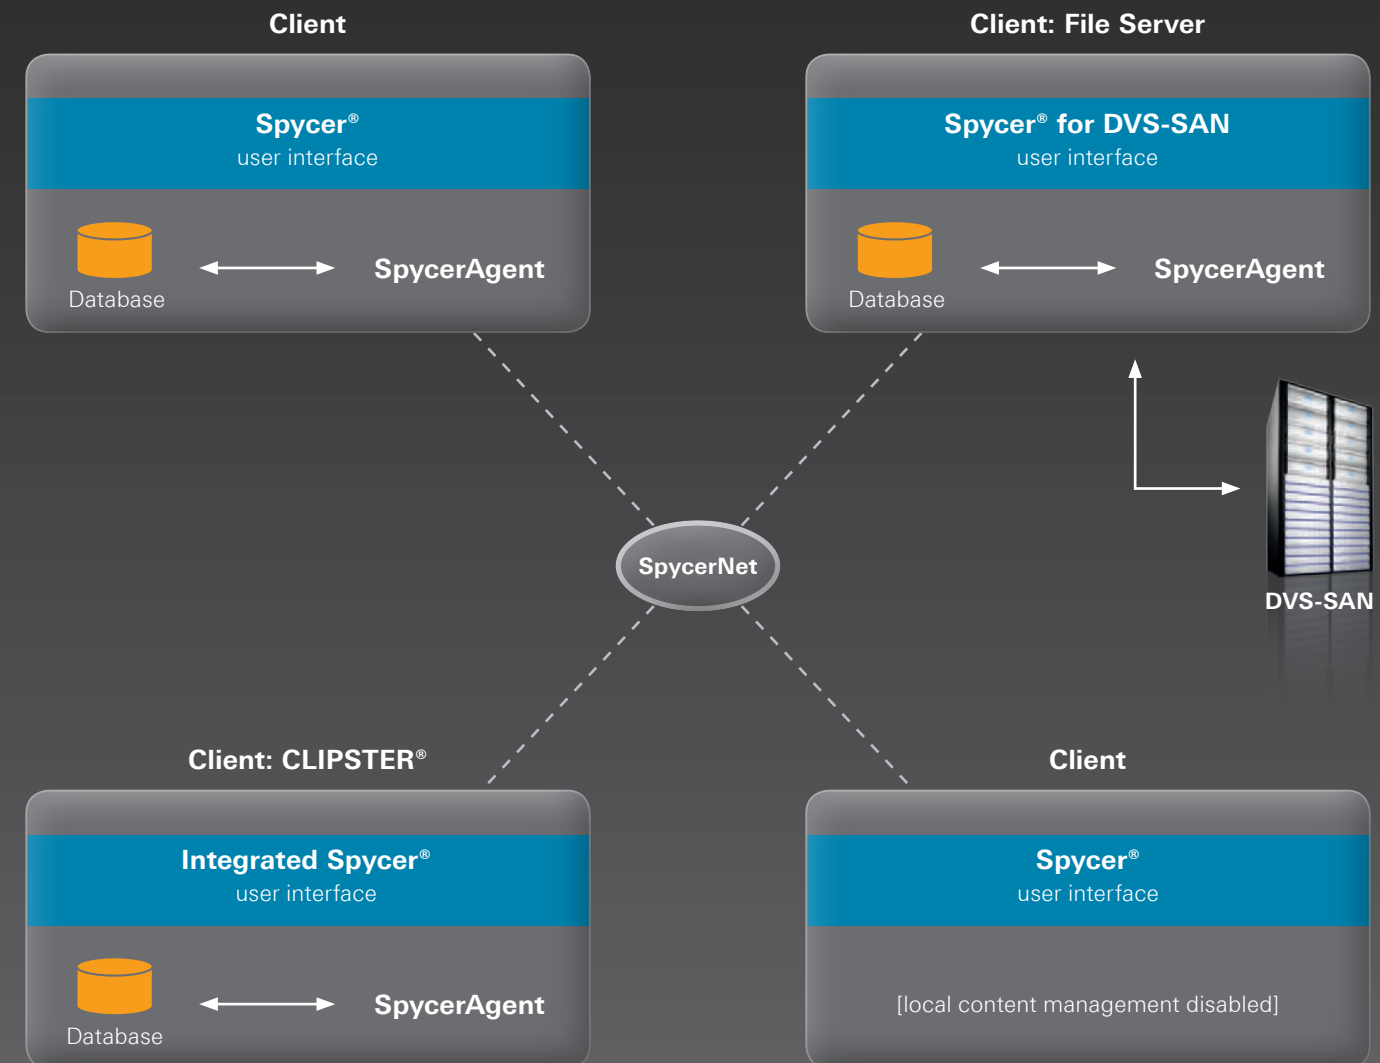 Client
Spycer®
user interface
Database
SpycerAgent
Client: File Server
Spycer® for DVS-SAN
user interface
Database
SpycerAgent
DVS-SAN
SpycerNet
Client: CLIPSTER®
Integrated Spycer®
user interface
Database
SpycerAgent
Client
Spycer®
user interface
[local content management disabled]